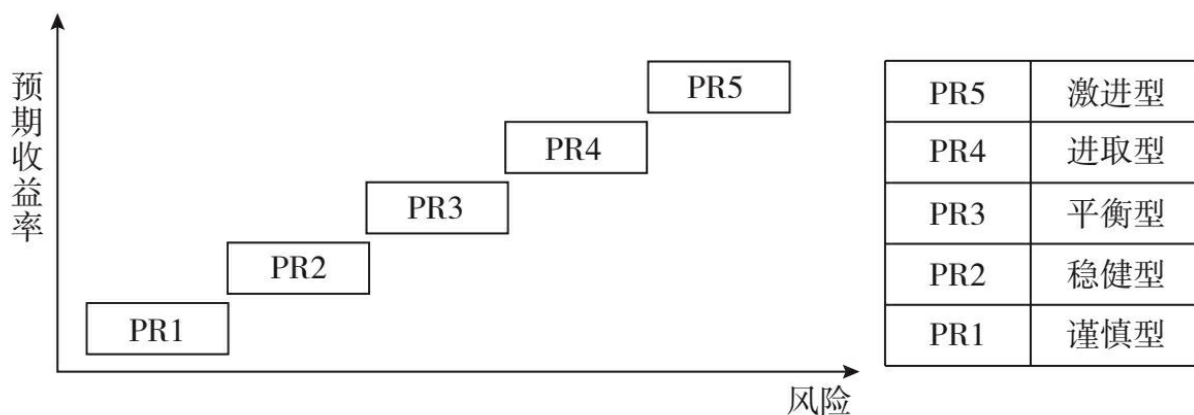 预期收益率
PR5
PR4
PR3
PR2
PR1
风险
PR5 激进型
PR4 进取型
PR3 平衡型
PR2 稳健型
PR1 谨慎型